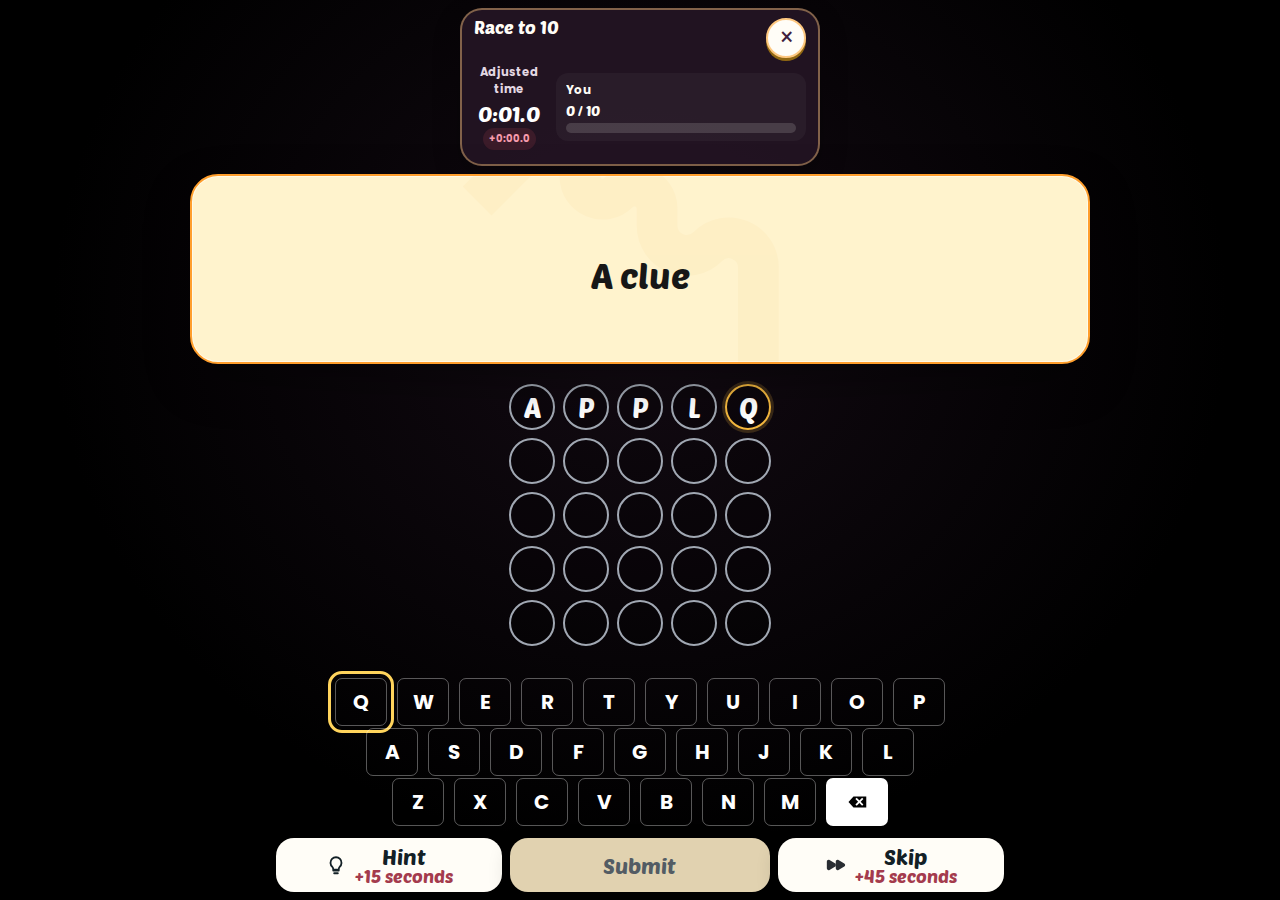 Race to 10
×
Adjusted
time
0:01.0
+0:00.0
You
0 / 10
A clue
A P P L Q
Q W E R T Y U I O P
A S D F G H J K L
Z X C V B N M
Hint
+15 seconds
Submit
Skip
+45 seconds